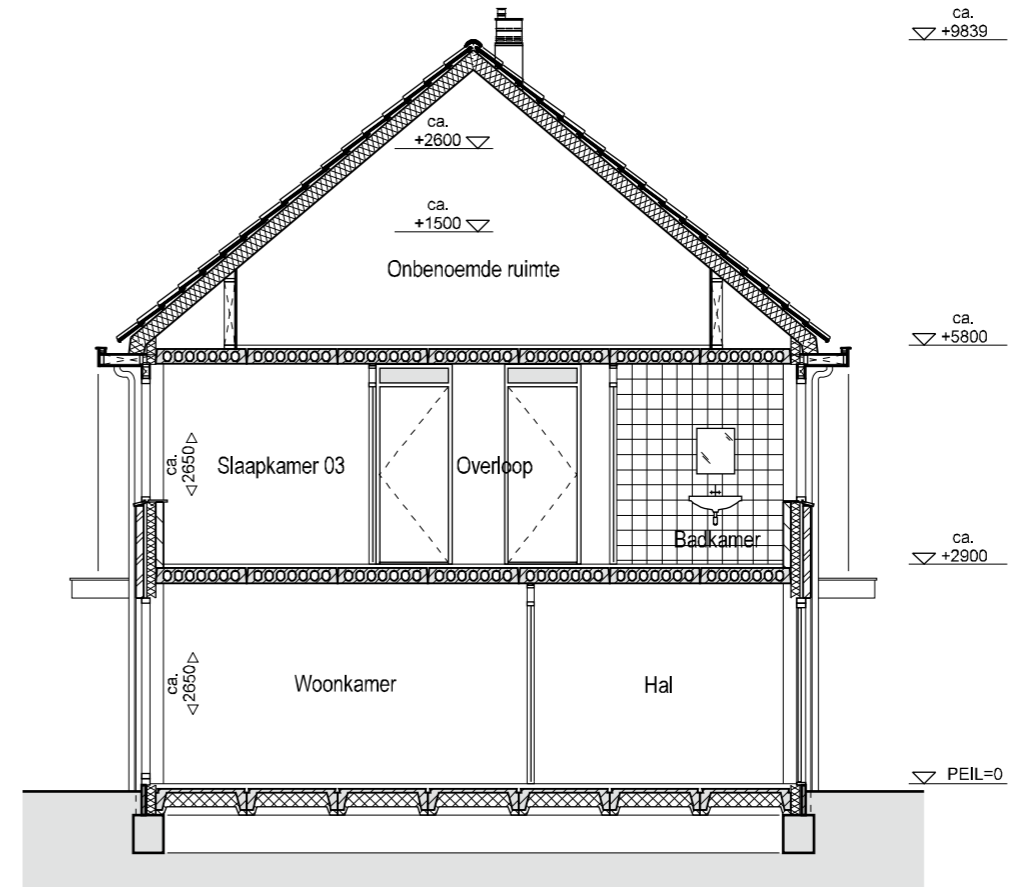 ca.
+9839
ca.
+2600
ca.
+1500
Onbenoemde ruimte
ca.
+5800
ca.
2650
Slaapkamer 03
Overloop
Badkamer
ca.
+2900
ca.
2650
Woonkamer
Hal
PEIL=0